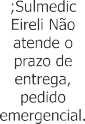 ;Sulmedic
Eireli Não
atende o
prazo de
entrega,
pedido
emergencial.